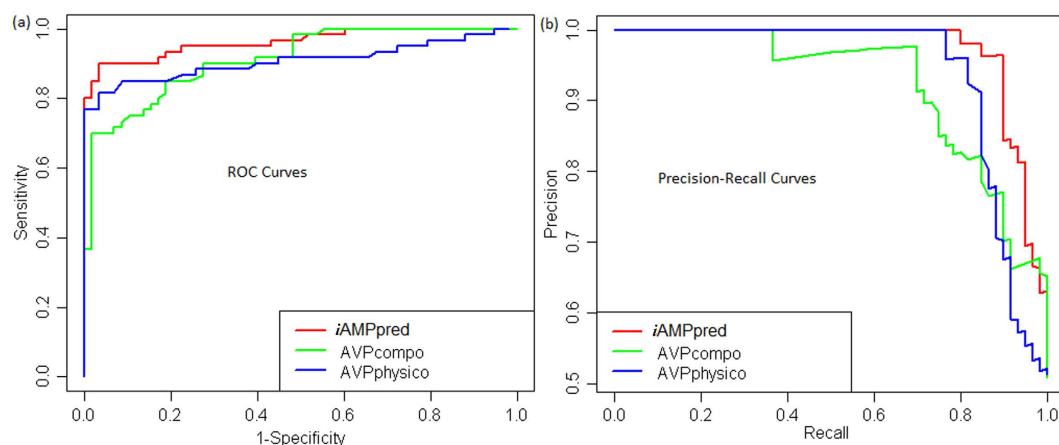 (a)
Sensitivity
1.0
0.8
0.6
0.4
0.2
0.0
ROC Curves
iAMPpred
AVPcompo
AVPphysico
0.0 0.2 0.4 0.6 0.8 1.0
1-Specificity
(b)
Precision
1.0
0.9
0.8
0.7
0.6
0.5
Precision-Recall Curves
iAMPpred
AVPcompo
AVPphysico
0.0 0.2 0.4 0.6 0.8 1.0
Recall